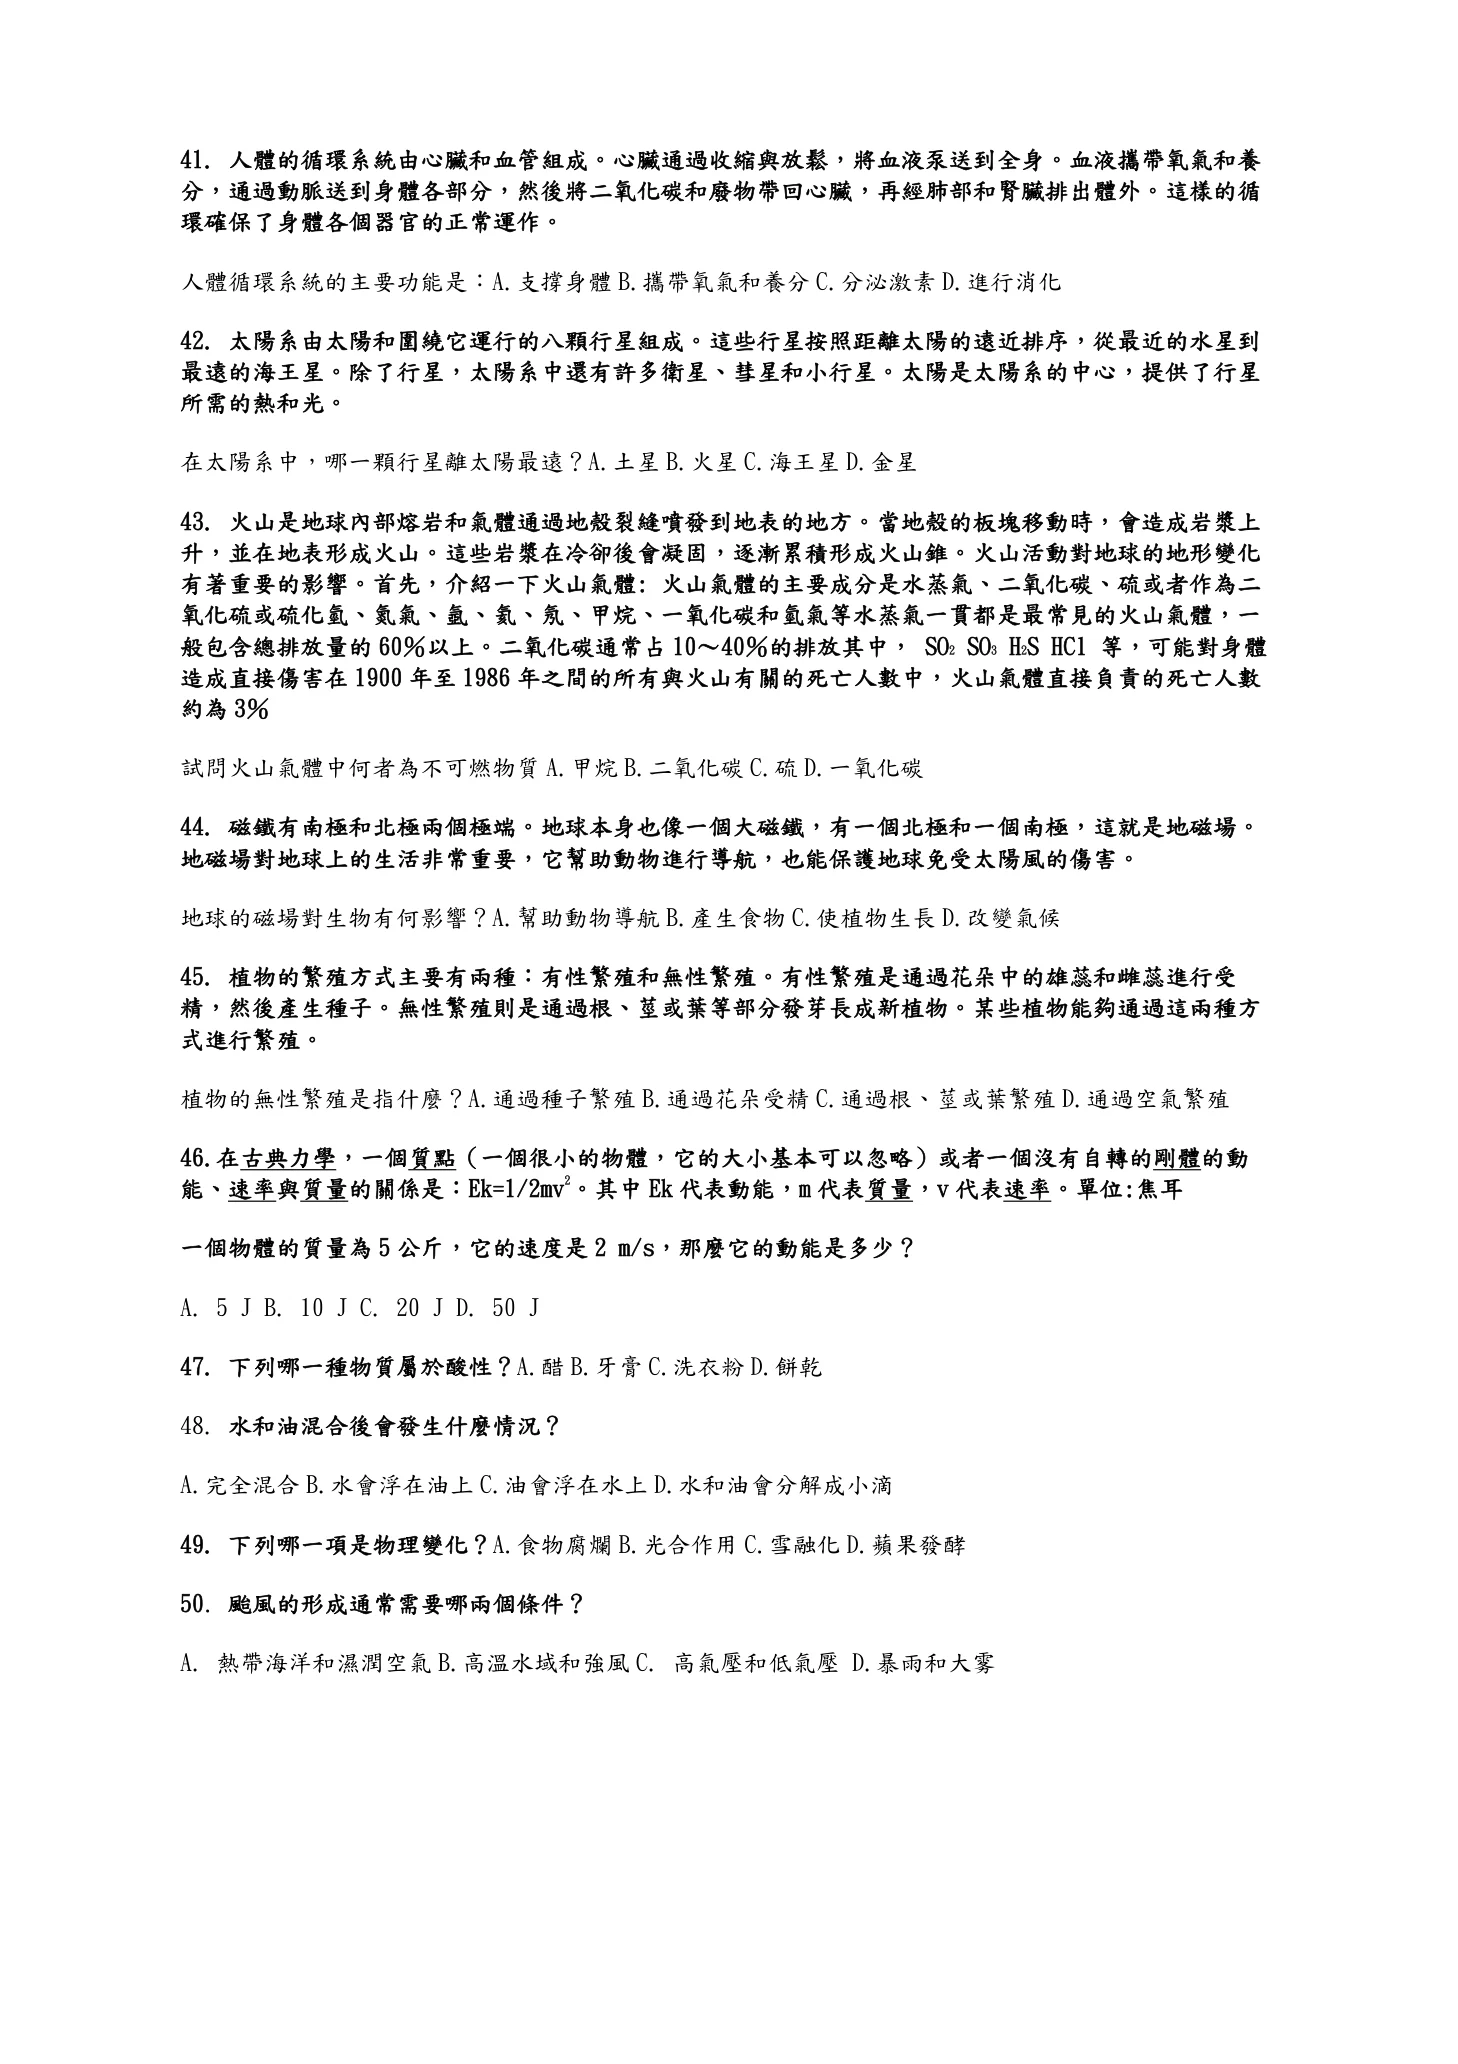 41. 人體的循環系統由心臟和血管組成。心臟通過收縮與放鬆，將血液泵送到全身。血液攜帶氧氣和養
分，通過動脈送到身體各部分，然後將二氧化碳和廢物帶回心臟，再經肺部和腎臟排出體外。這樣的循
環確保了身體各個器官的正常運作。
人體循環系統的主要功能是：A.支撐身體 B.攜帶氧氣和養分 C.分泌激素 D.進行消化
42. 太陽系由太陽和圍繞它運行的八顆行星組成。這些行星按照距離太陽的遠近排序，從最近的水星到
最遠的海王星。除了行星，太陽系中還有許多衛星、彗星和小行星。太陽是太陽系的中心，提供了行星
所需的熱和光。
在太陽系中，哪一顆行星離太陽最遠？A.土星 B.火星 C.海王星 D.金星
43. 火山是地球內部熔岩和氣體通過地殼裂縫噴發到地表的地方。當地殼的板塊移動時，會造成岩漿上
升，並在地表形成火山。這些岩漿在冷卻後會凝固，逐漸累積形成火山錐。火山活動對地球的地形變化
有著重要的影響。首先，介紹一下火山氣體: 火山氣體的主要成分是水蒸氣、二氧化碳、硫或者作為二
氧化硫或硫化氫、氮氣、氬、氦、氖、甲烷、一氧化碳和氫氣等水蒸氣一貫都是最常見的火山氣體，一
般包含總排放量的 60％以上。二氧化碳通常占 10～40％的排放其中， SO₂ SO₃ H₂S HCl 等，可能對身體
造成直接傷害在 1900 年至 1986 年之間的所有與火山有關的死亡人數中，火山氣體直接負責的死亡人數
約為 3％
試問火山氣體中何者為不可燃物質 A.甲烷 B.二氧化碳 C.硫 D.一氧化碳
44. 磁鐵有南極和北極兩個極端。地球本身也像一個大磁鐵，有一個北極和一個南極，這就是地磁場。
地磁場對地球上的生活非常重要，它幫助動物進行導航，也能保護地球免受太陽風的傷害。
地球的磁場對生物有何影響？A.幫助動物導航 B.產生食物 C.使植物生長 D.改變氣候
45. 植物的繁殖方式主要有兩種：有性繁殖和無性繁殖。有性繁殖是通過花朵中的雄蕊和雌蕊進行受
精，然後產生種子。無性繁殖則是通過根、莖或葉等部分發芽長成新植物。某些植物能夠通過這兩種方
式進行繁殖。
植物的無性繁殖是指什麼？A.通過種子繁殖 B.通過花朵受精 C.通過根、莖或葉繁殖 D.通過空氣繁殖
46.在古典力學，一個質點（一個很小的物體，它的大小基本可以忽略）或者一個沒有自轉的剛體的動
能、速率與質量的關係是：Ek=1/2mv²。其中 Ek 代表動能，m 代表質量，v 代表速率。單位:焦耳
一個物體的質量為 5 公斤，它的速度是 2 m/s，那麼它的動能是多少？
A. 5 J B. 10 J C. 20 J D. 50 J
47. 下列哪一種物質屬於酸性？A.醋 B.牙膏 C.洗衣粉 D.餅乾
48. 水和油混合後會發生什麼情況？
A.完全混合 B.水會浮在油上 C.油會浮在水上 D.水和油會分解成小滴
49. 下列哪一項是物理變化？A.食物腐爛 B.光合作用 C.雪融化 D.蘋果發酵
50. 颱風的形成通常需要哪兩個條件？
A. 熱帶海洋和濕潤空氣 B.高溫水域和強風 C. 高氣壓和低氣壓 D.暴雨和大雾